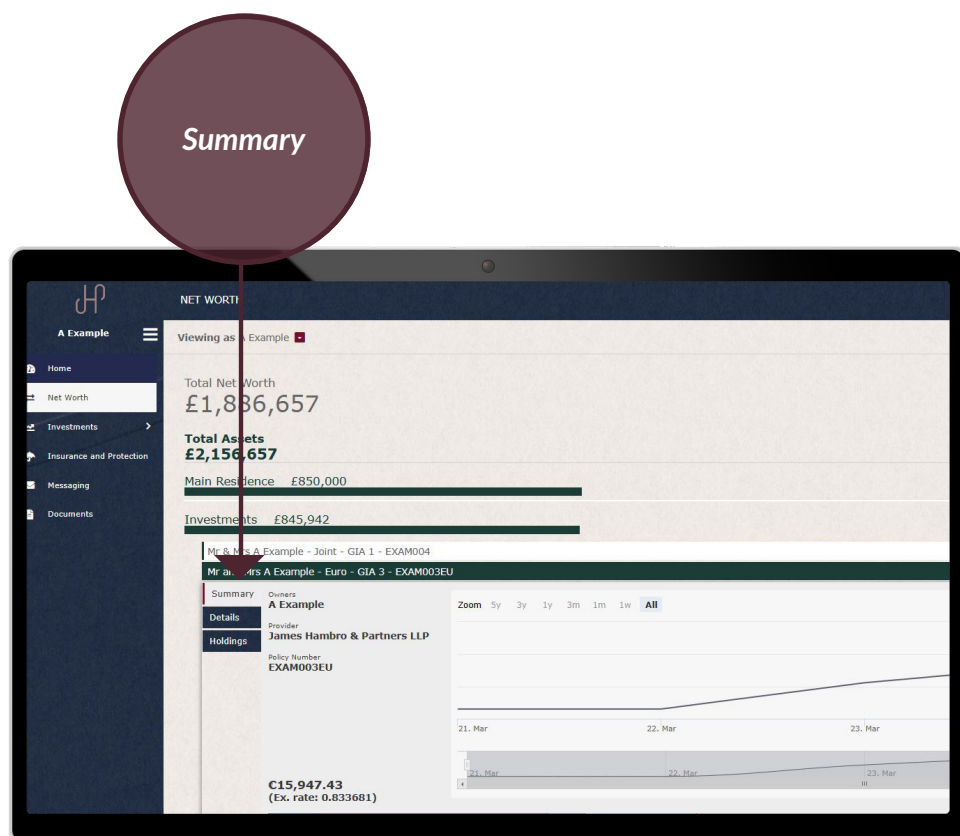 Summary
NET WORTH
A Example
Viewing as A Example
Home
Net Worth
Investments
Insurance and Protection
Messaging
Documents
Total Net Worth
£1,886,657
Total Assets
£2,156,657
Main Residence £850,000
Investments £845,942
Mr & Mrs A Example - Joint - GIA 1 - EXAM004
Mr and Mrs A Example - Euro - GIA 3 - EXAM003EU
Summary
Details
Holdings
Owners
A Example
Provider
James Hambro & Partners LLP
Policy Number
EXAM003EU
€15,947.43
(Ex. rate: 0.833681)
Zoom 5y 3y 1y 3m 1m 1w All
21. Mar 22. Mar 23. Mar
21. Mar 22. Mar 23. Mar